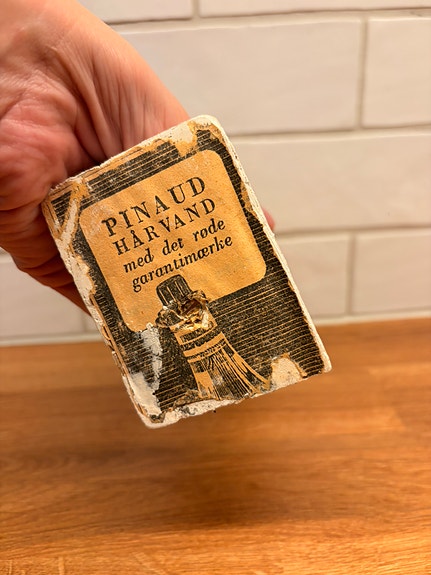 PINAUD
HÅRVAND
med det røde
garantimærke